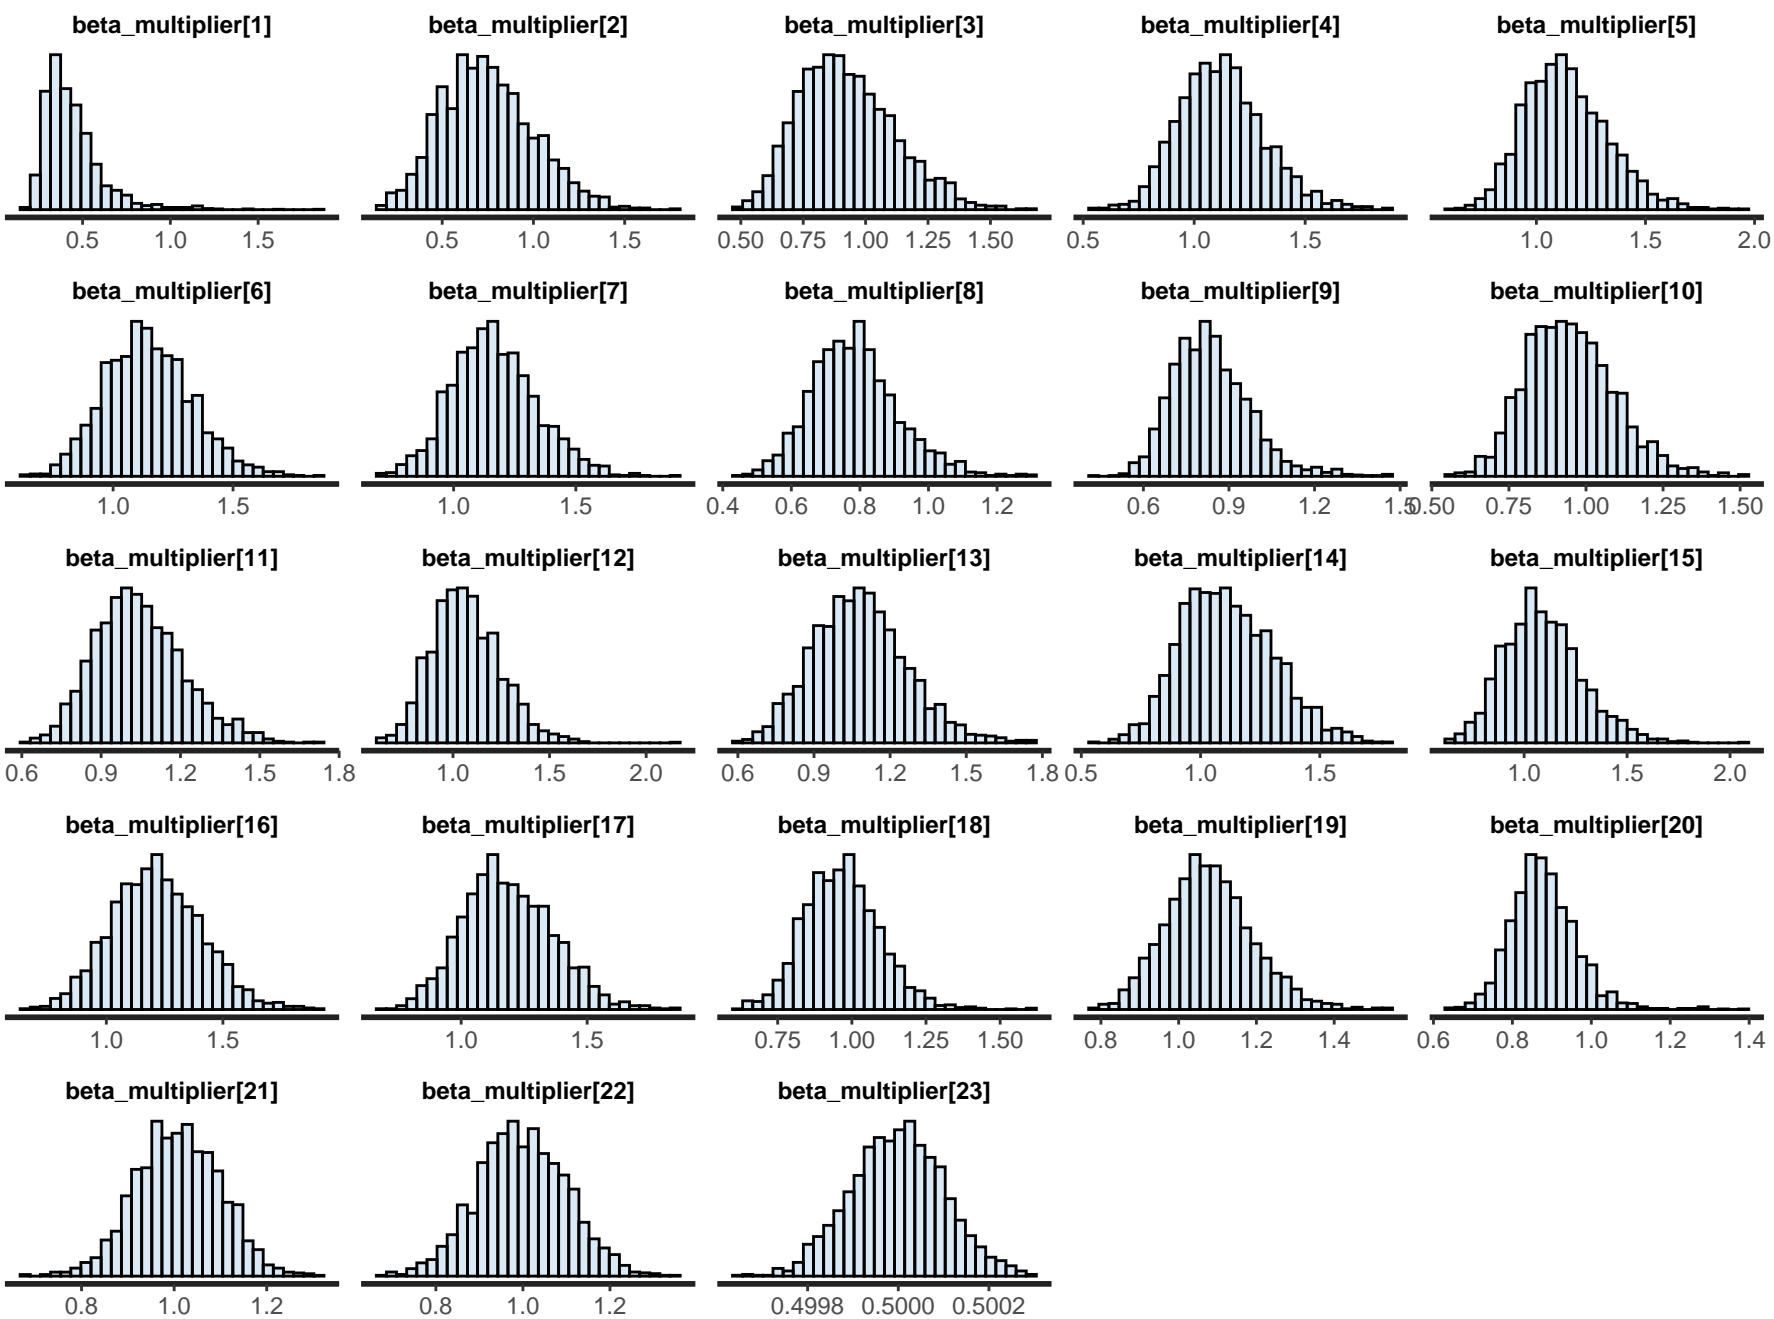 beta_multiplier[1] beta_multiplier[2] beta_multiplier[3] beta_multiplier[4] beta_multiplier[5]
0.5 1.0 1.5 0.5 1.0 1.5 0.50 0.75 1.00 1.25 1.50 0.5 1.0 1.5 1.0 1.5 2.0
beta_multiplier[6] beta_multiplier[7] beta_multiplier[8] beta_multiplier[9] beta_multiplier[10]
1.0 1.5 1.0 1.5 0.4 0.6 0.8 1.0 1.2 0.6 0.9 1.2 1.5 0.50 0.75 1.00 1.25 1.50
beta_multiplier[11] beta_multiplier[12] beta_multiplier[13] beta_multiplier[14] beta_multiplier[15]
0.6 0.9 1.2 1.5 1.8 1.0 1.5 2.0 0.6 0.9 1.2 1.5 1.8 0.5 1.0 1.5 1.0 1.5 2.0
beta_multiplier[16] beta_multiplier[17] beta_multiplier[18] beta_multiplier[19] beta_multiplier[20]
1.0 1.5 1.0 1.5 0.75 1.00 1.25 1.50 0.8 1.0 1.2 1.4 0.6 0.8 1.0 1.2 1.4
beta_multiplier[21] beta_multiplier[22] beta_multiplier[23]
0.8 1.0 1.2 0.8 1.0 1.2 0.4998 0.5000 0.5002